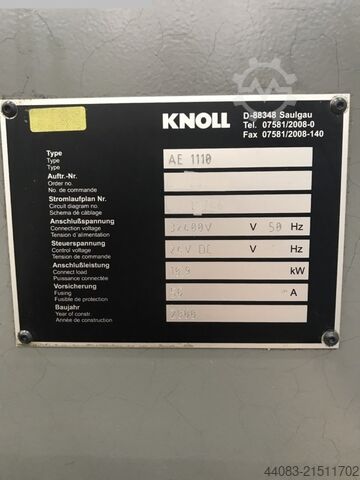 KNOLL
D-88348 Saulgau
Tel. 07581/2008-0
Fax 07581/2008-140
Type AE 1110
Type
Type
Auftr.-Nr.
Order no.
No. de commande
Stromlaufplan Nr.
Circuit diagram no.
Schéma de câblage
Anschlußspannung 3/400V V 50 Hz
Connection voltage
Tension d'alimentation
Steuerspannung 24V DC V Hz
Control voltage
Tension de commande
Anschlußleistung kW
Connect load
Puissance connectée
Vorsicherung 50 A
Fusing
Fusible de protection
Baujahr
Year of constr.
Année de construction
44083-21511702